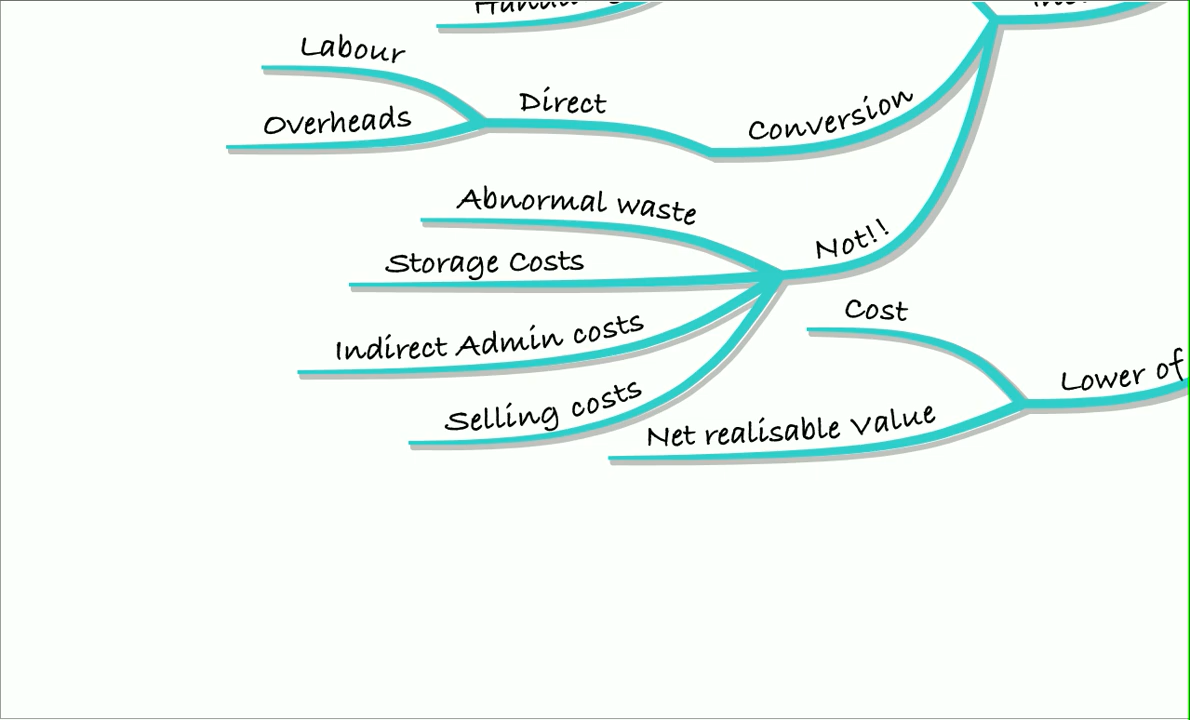 Labour
Direct
Overheads
Conversion
Abnormal waste
Not!!
Storage Costs
Cost
Indirect Admin costs
Lower of
Selling costs
Net realisable Value